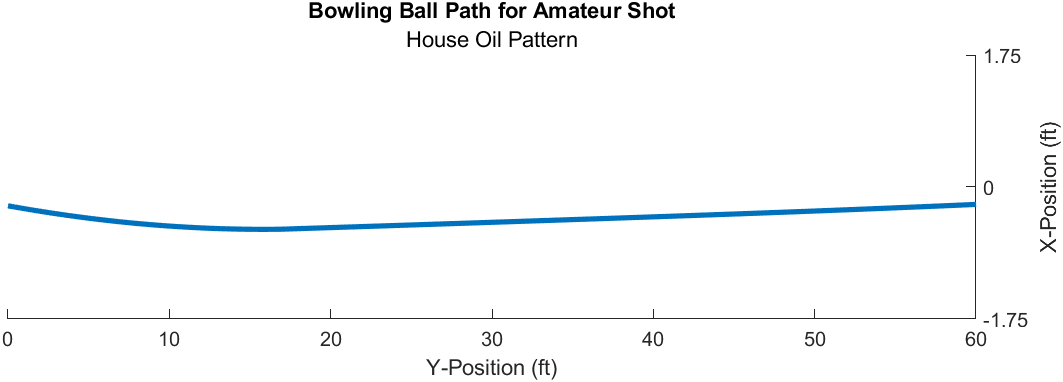 Bowling Ball Path for Amateur Shot
House Oil Pattern
1.75
0
-1.75
X-Position (ft)
0 10 20 30 40 50 60
Y-Position (ft)